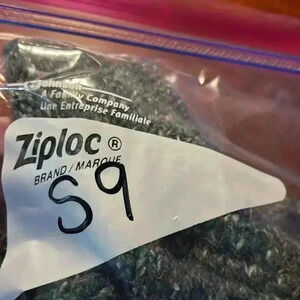 Johnson
A Family Company
Une Entreprise Familiale
Ziploc®
BRAND / MARQUE
S9